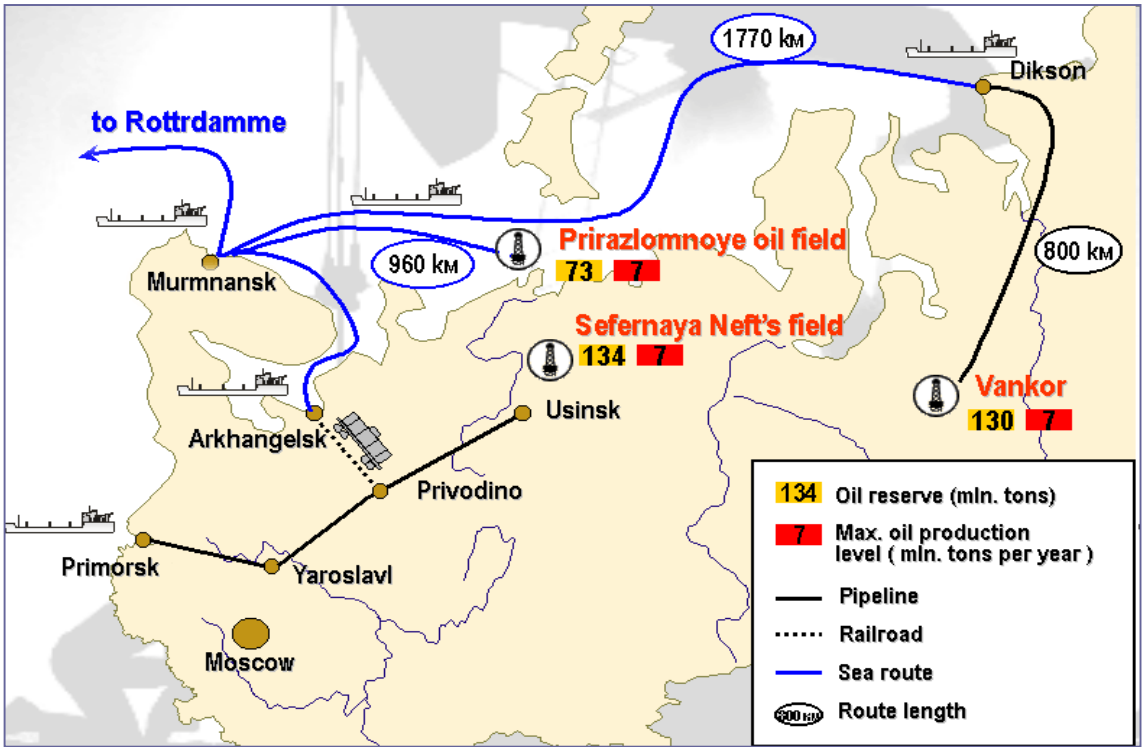 1770 км
Dikson
to Rottrdamme
Prirazlomnoye oil field
73 7
960 км
800 км
Murmnansk
Sefernaya Neft's field
134 7
Vankor
130 7
Usinsk
Arkhangelsk
Privodino
Primorsk
Yaroslavl
Moscow
134 Oil reserve (mln. tons)
7 Max. oil production
level ( mln. tons per year )
Pipeline
Railroad
Sea route
800 км Route length